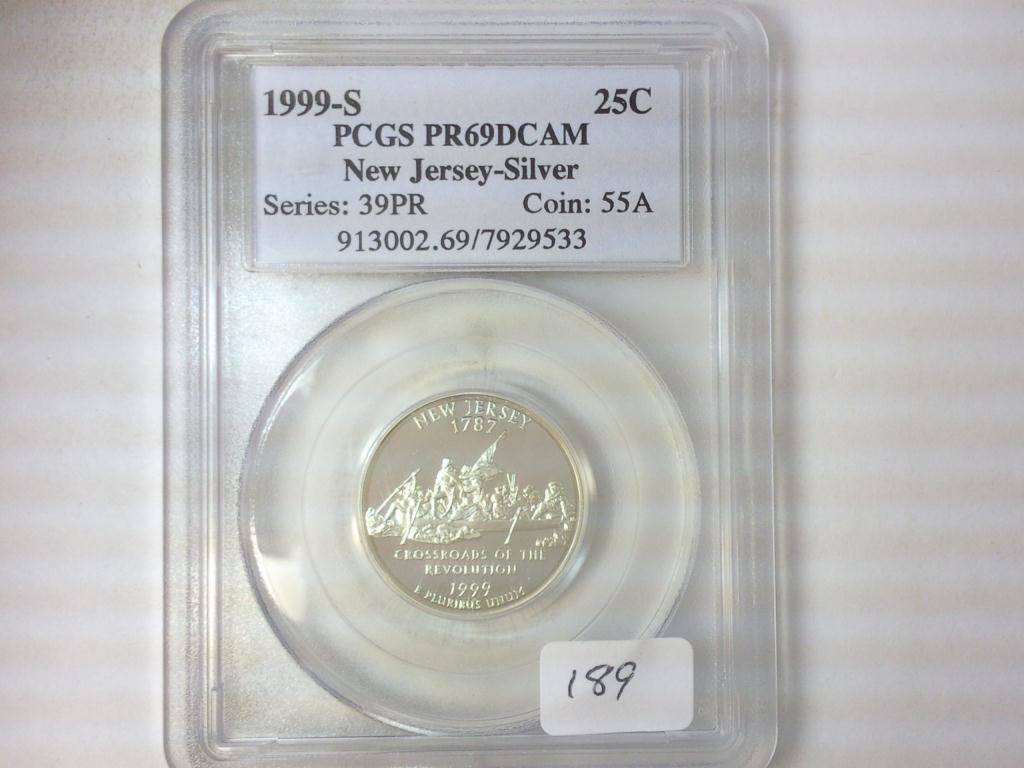 1999-S 25C
PCGS PR69DCAM
New Jersey-Silver
Series: 39PR Coin: 55A
913002.69/7929533
NEW JERSEY
1787
CROSSROADS OF THE
REVOLUTION
1999
E PLURIBUS UNUM
189